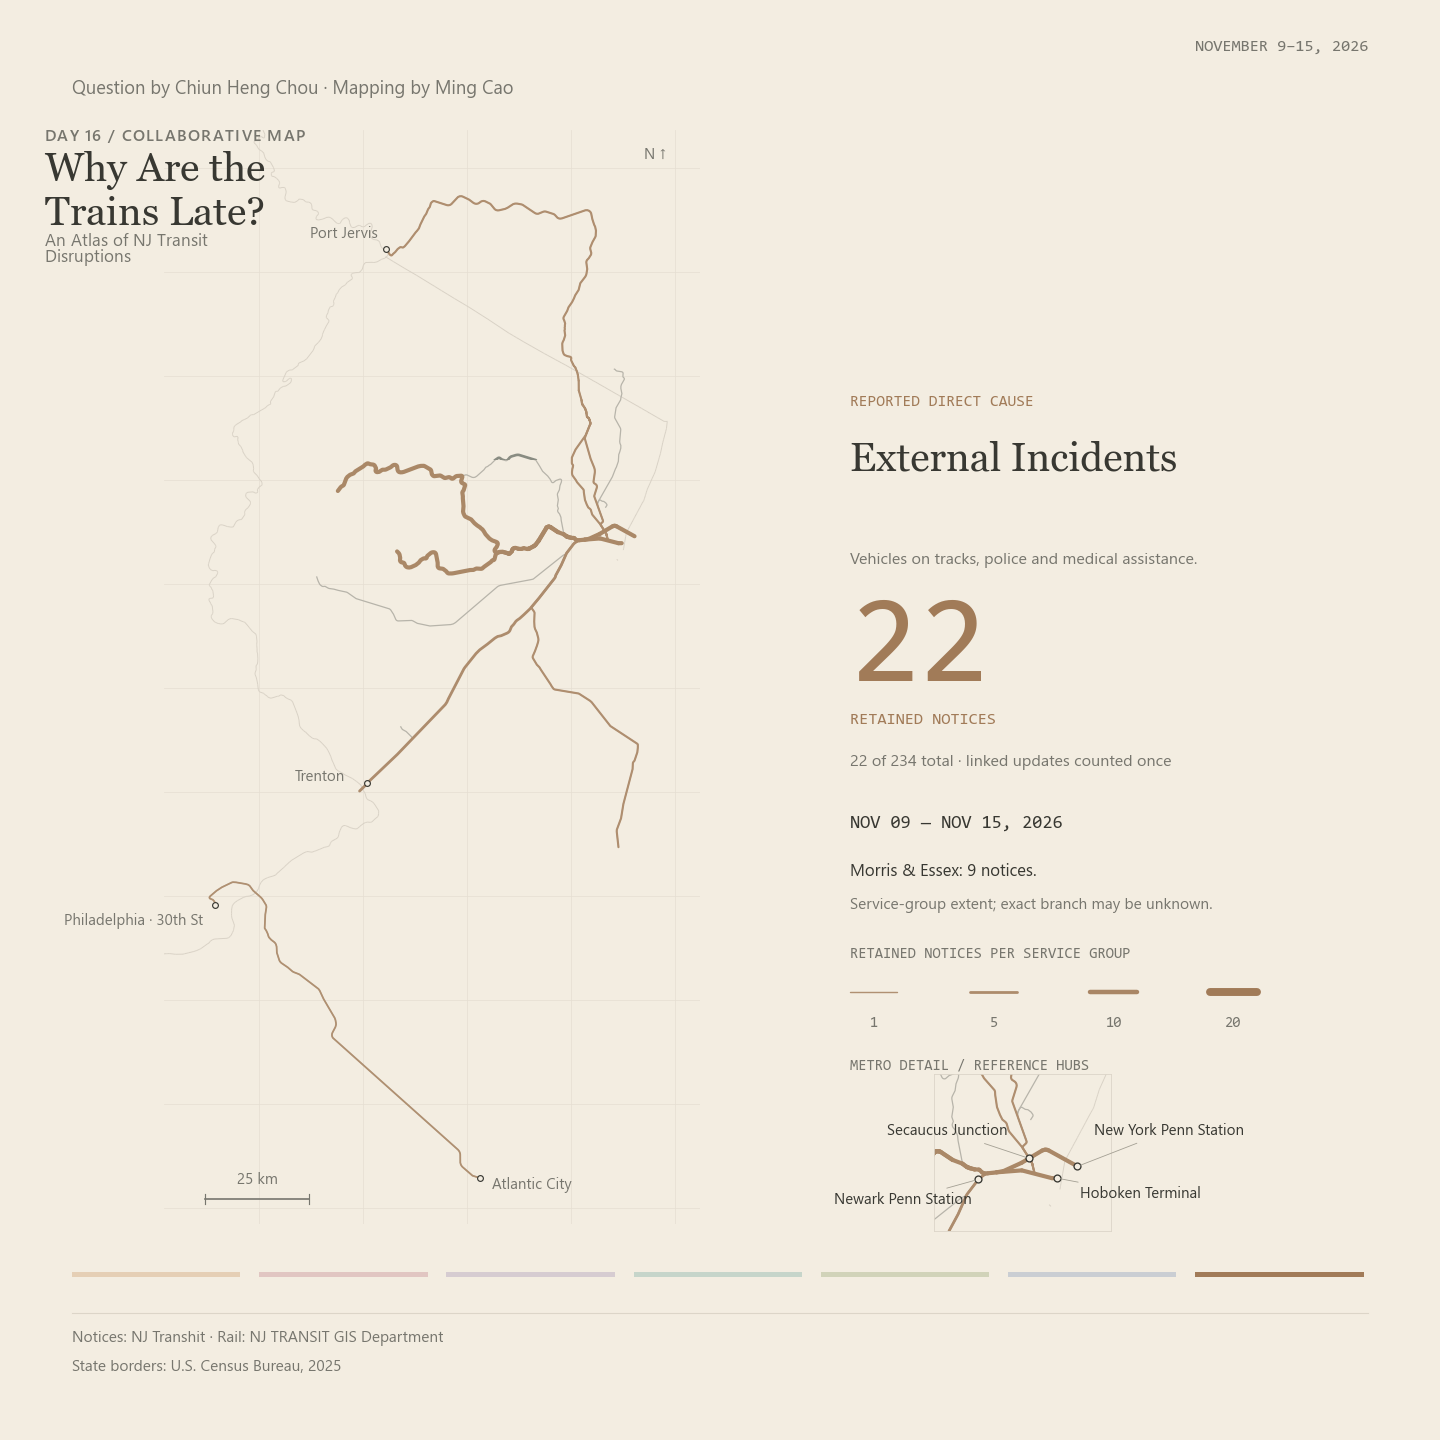 NOVEMBER 9–15, 2026
Question by Chiun Heng Chou · Mapping by Ming Cao
DAY 16 / COLLABORATIVE MAP
Why Are the
Trains Late?
An Atlas of NJ Transit
Disruptions
N ↑
Port Jervis
Trenton
Philadelphia · 30th St
Atlantic City
25 km
REPORTED DIRECT CAUSE
External Incidents
Vehicles on tracks, police and medical assistance.
22
RETAINED NOTICES
22 of 234 total · linked updates counted once
NOV 09 — NOV 15, 2026
Morris & Essex: 9 notices.
Service-group extent; exact branch may be unknown.
RETAINED NOTICES PER SERVICE GROUP
1 5 10 20
METRO DETAIL / REFERENCE HUBS
Secaucus Junction
New York Penn Station
Newark Penn Station
Hoboken Terminal
Notices: NJ Transhit · Rail: NJ TRANSIT GIS Department
State borders: U.S. Census Bureau, 2025